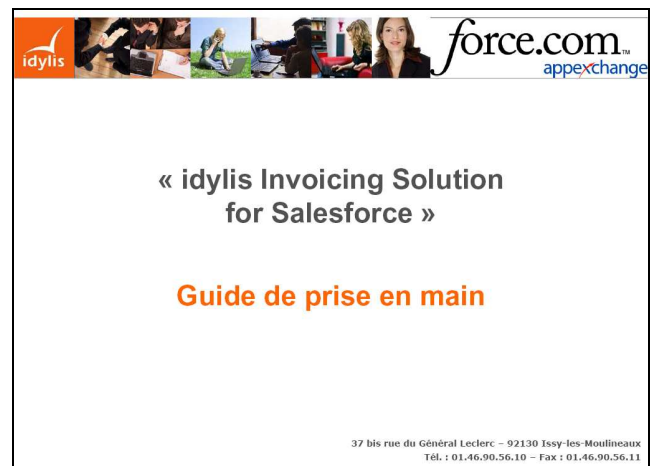 idylis
force.com™
appexchange
« idylis Invoicing Solution
for Salesforce »
Guide de prise en main
37 bis rue du Général Leclerc – 92130 Issy-les-Moulineaux
Tél. : 01.46.90.56.10 – Fax : 01.46.90.56.11